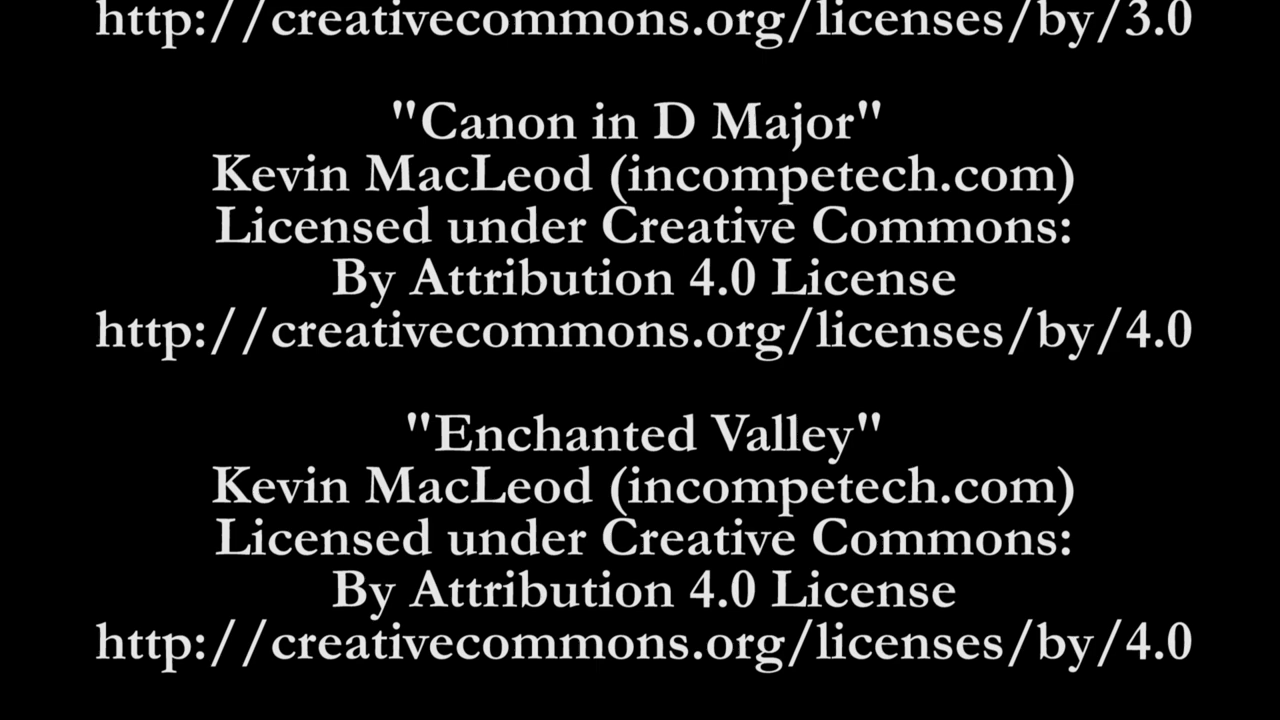 http://creativecommons.org/licenses/by/3.0
"Canon in D Major"
Kevin MacLeod (incompetech.com)
Licensed under Creative Commons:
By Attribution 4.0 License
http://creativecommons.org/licenses/by/4.0
"Enchanted Valley"
Kevin MacLeod (incompetech.com)
Licensed under Creative Commons:
By Attribution 4.0 License
http://creativecommons.org/licenses/by/4.0